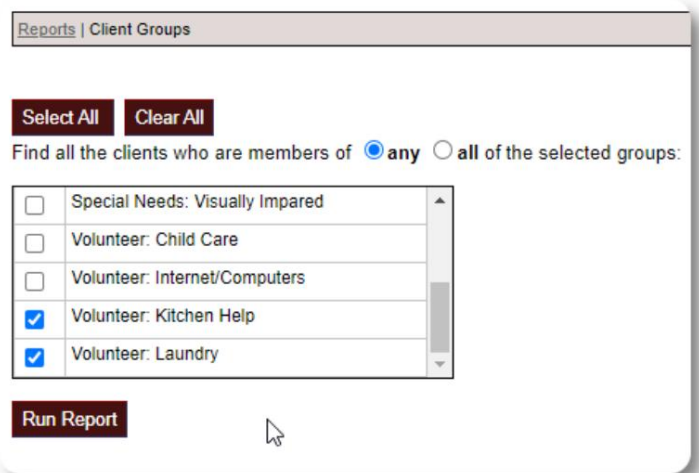 Reports | Client Groups
Select All Clear All
Find all the clients who are members of any all of the selected groups:
Special Needs: Visually Impared
Volunteer: Child Care
Volunteer: Internet/Computers
Volunteer: Kitchen Help
Volunteer: Laundry
Run Report